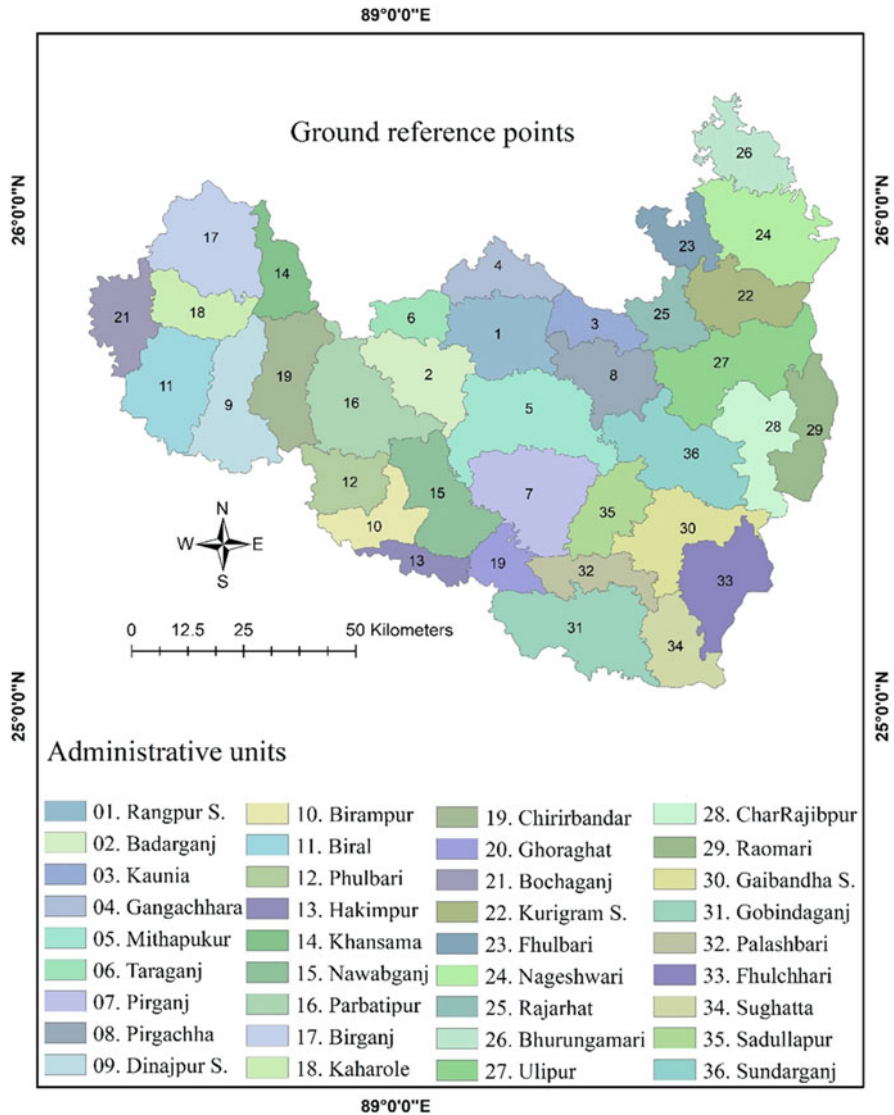 89°0'0"E
Ground reference points
26°0'0"N
26°0'0"N
26
17
24
23
14
4
22
21
18
6
1
3
25
27
2
8
11
9
19
16
5
28
29
36
12
15
7
35
10
30
13
19
32
33
31
34
N
W E
S
0 12.5 25 50 Kilometers
25°0'0"N
25°0'0"N
Administrative units
01. Rangpur S.
02. Badarganj
03. Kaunia
04. Gangachhara
05. Mithapukur
06. Taraganj
07. Pirganj
08. Pirgachha
09. Dinajpur S.
10. Birampur
11. Biral
12. Phulbari
13. Hakimpur
14. Khansama
15. Nawabganj
16. Parbatipur
17. Birganj
18. Kaharole
19. Chirirbandar
20. Ghoraghat
21. Bochaganj
22. Kurigram S.
23. Fhulbari
24. Nageshwari
25. Rajarhat
26. Bhurungamari
27. Ulipur
28. CharRajibpur
29. Raomari
30. Gaibandha S.
31. Gobindaganj
32. Palashbari
33. Fhulchhari
34. Sughatta
35. Sadullapur
36. Sundarganj
89°0'0"E